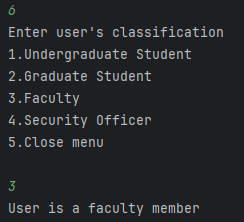 6
Enter user's classification
1.Undergraduate Student
2.Graduate Student
3.Faculty
4.Security Officer
5.Close menu
3
User is a faculty member